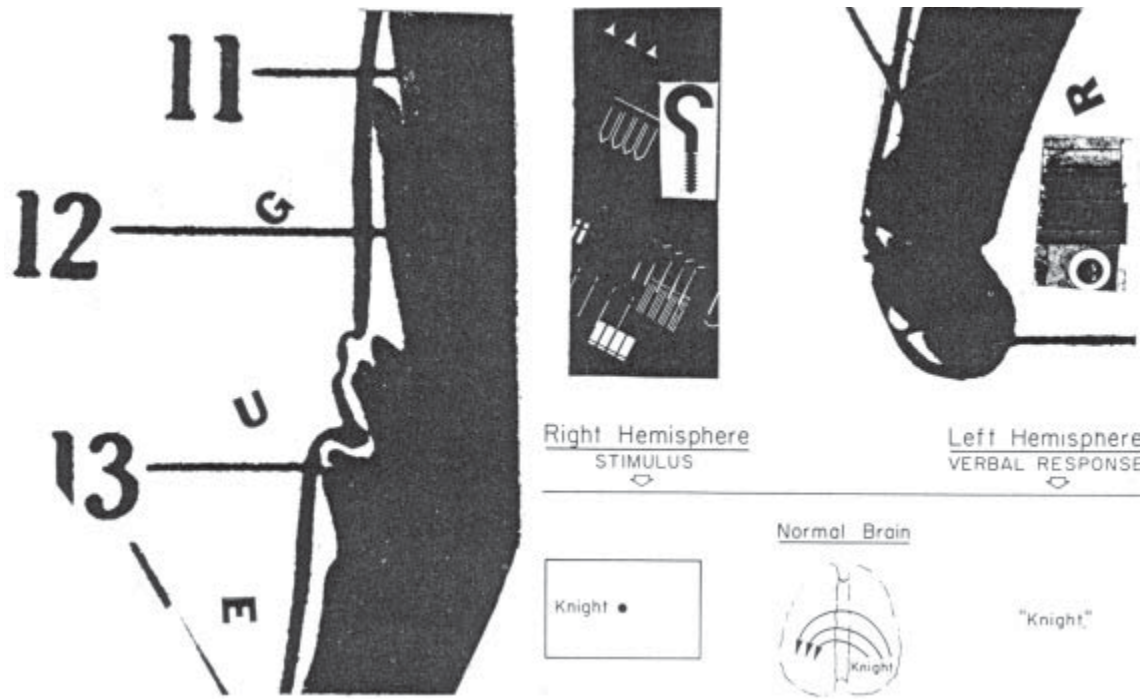 11
12
G
U
13
E
R
Right Hemisphere
STIMULUS
Left Hemisphere
VERBAL RESPONSE
Normal Brain
Knight
Knight
"Knight"